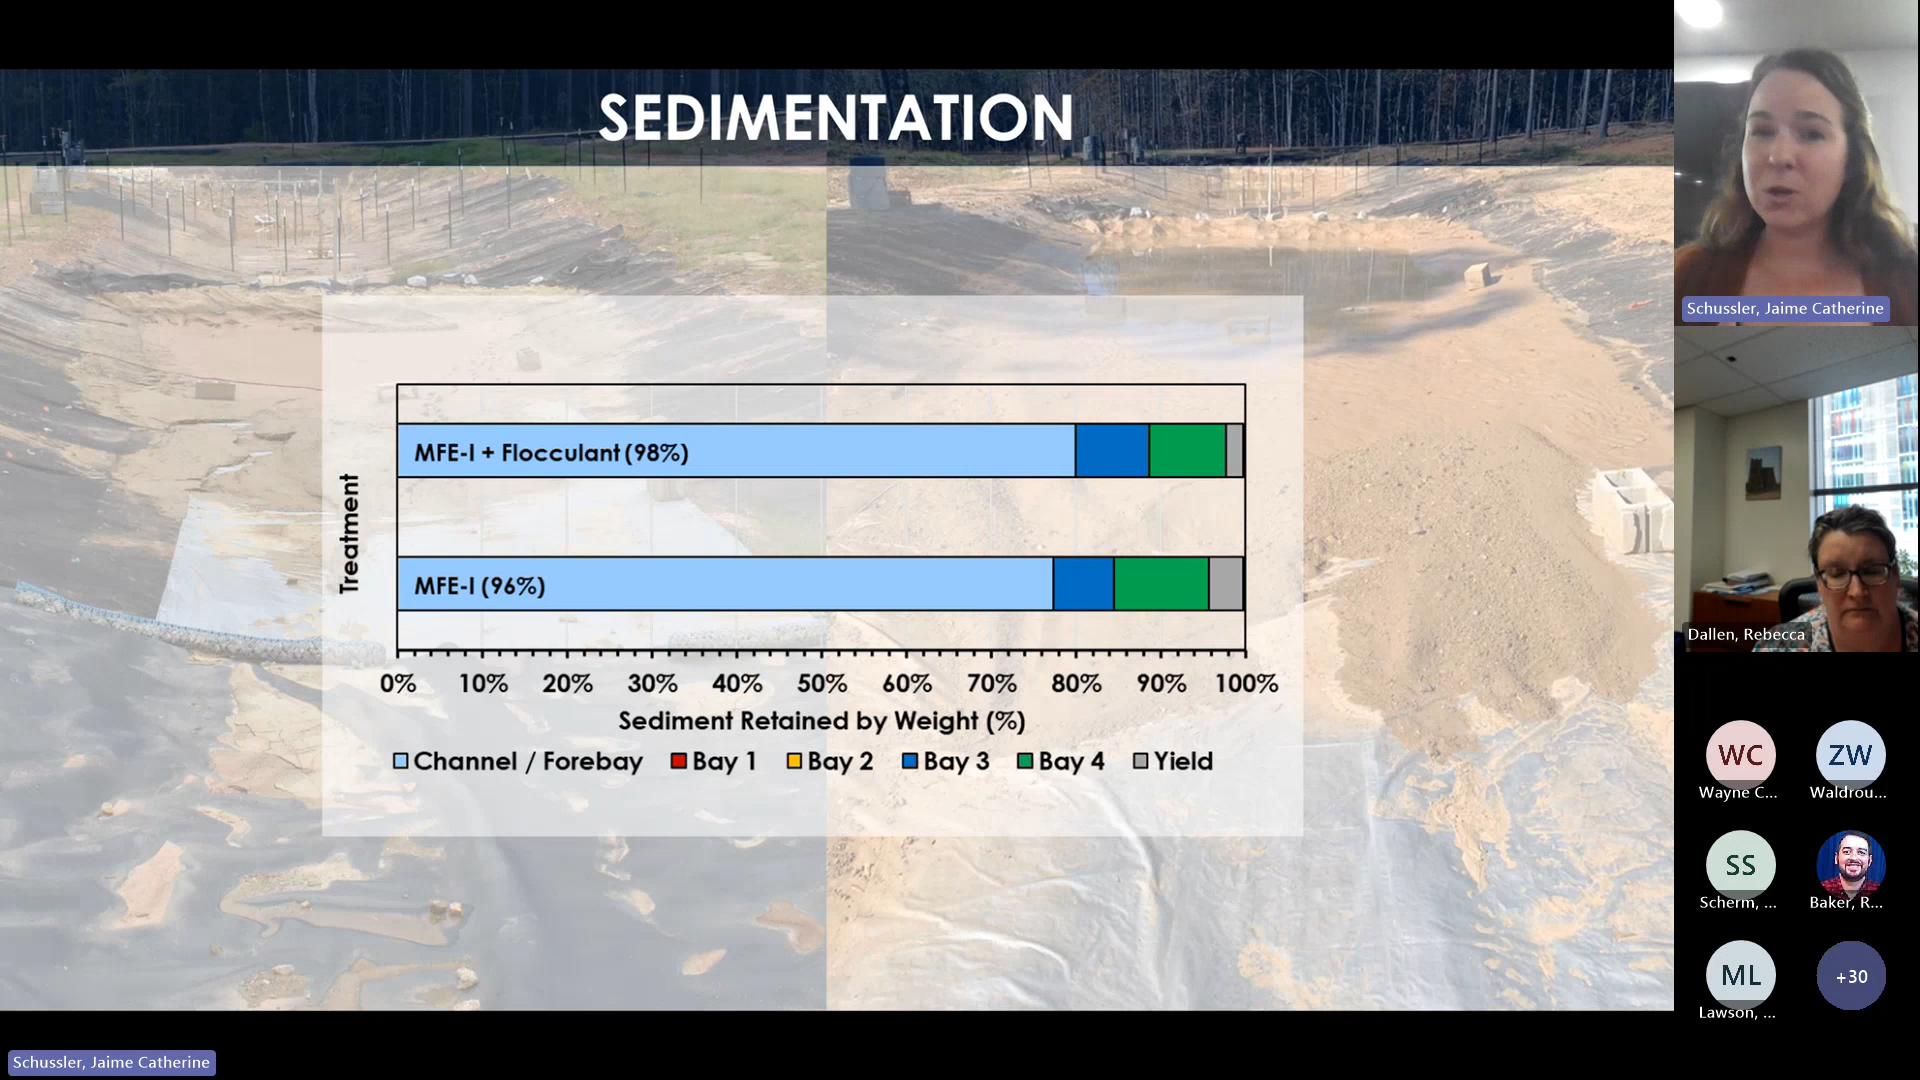 SEDIMENTATION
Treatment
MFE-I + Flocculant (98%)
MFE-I (96%)
0% 10% 20% 30% 40% 50% 60% 70% 80% 90% 100%
Sediment Retained by Weight (%)
Channel / Forebay Bay 1 Bay 2 Bay 3 Bay 4 Yield
Schussler, Jaime Catherine
Schussler, Jaime Catherine
Dallen, Rebecca
WC
Wayne C...
ZW
Waldrou...
SS
Scherm, ...
Baker, R...
ML
Lawson, ...
+30